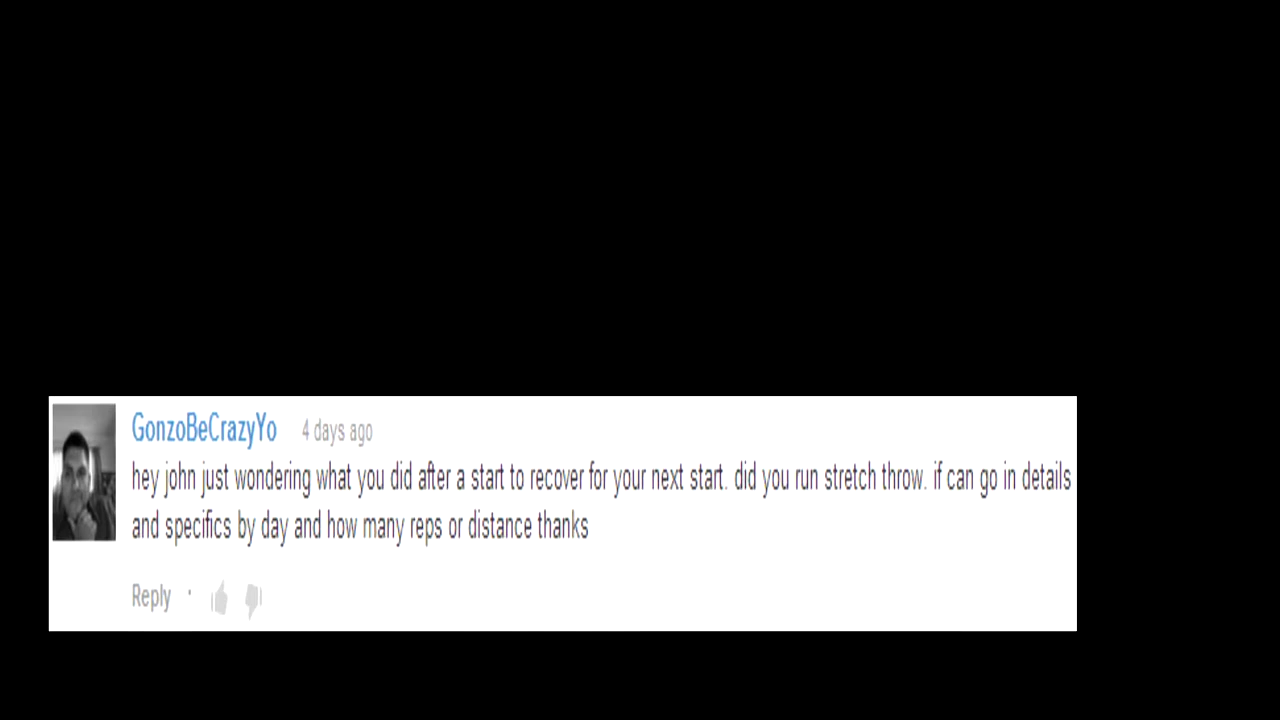 GonzoBeCrazyYo 4 days ago
hey john just wondering what you did after a start to recover for your next start. did you run stretch throw. if can go in details
and specifics by day and how many reps or distance thanks
Reply ·